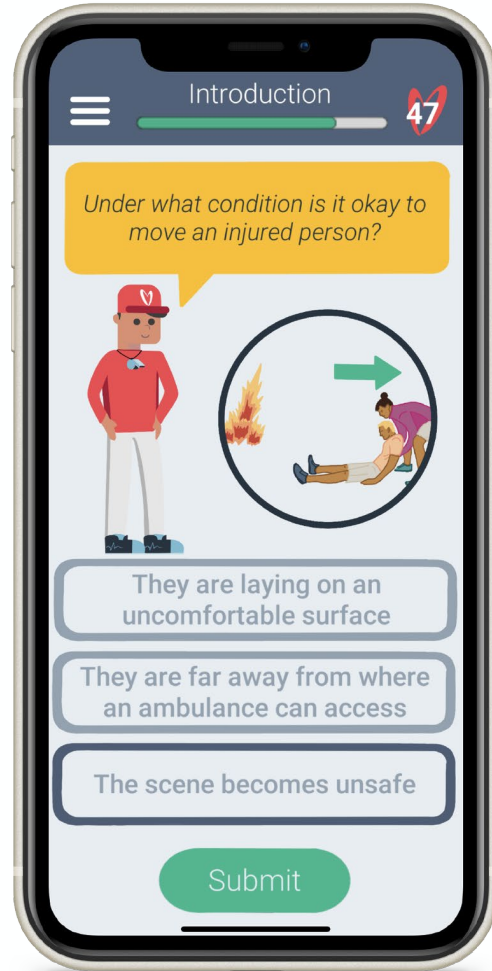 Introduction
47
Under what condition is it okay to
move an injured person?
They are laying on an
uncomfortable surface
They are far away from where
an ambulance can access
The scene becomes unsafe
Submit